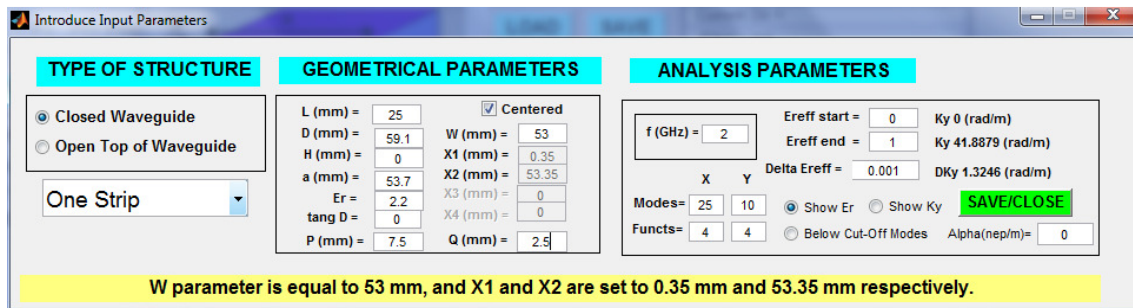 Introduce Input Parameters
LOAD SAVE
TYPE OF STRUCTURE
Closed Waveguide
Open Top of Waveguide
One Strip
GEOMETRICAL PARAMETERS
L (mm) = 25
Centered
D (mm) = 59.1
W (mm) = 53
H (mm) = 0
X1 (mm) = 0.35
a (mm) = 53.7
X2 (mm) = 53.35
Er = 2.2
X3 (mm) = 0
tang D = 0
X4 (mm) = 0
P (mm) = 7.5
Q (mm) = 2.5
ANALYSIS PARAMETERS
f (GHz) = 2
Ereff start = 0 Ky 0 (rad/m)
Ereff end = 1 Ky 41.8879 (rad/m)
Delta Ereff = 0.001 DKy 1.3246 (rad/m)
X Y
Modes= 25 10
Functs= 4 4
Show Er
Show Ky
SAVE/CLOSE
Below Cut-Off Modes
Alpha(nep/m)= 0
W parameter is equal to 53 mm, and X1 and X2 are set to 0.35 mm and 53.35 mm respectively.